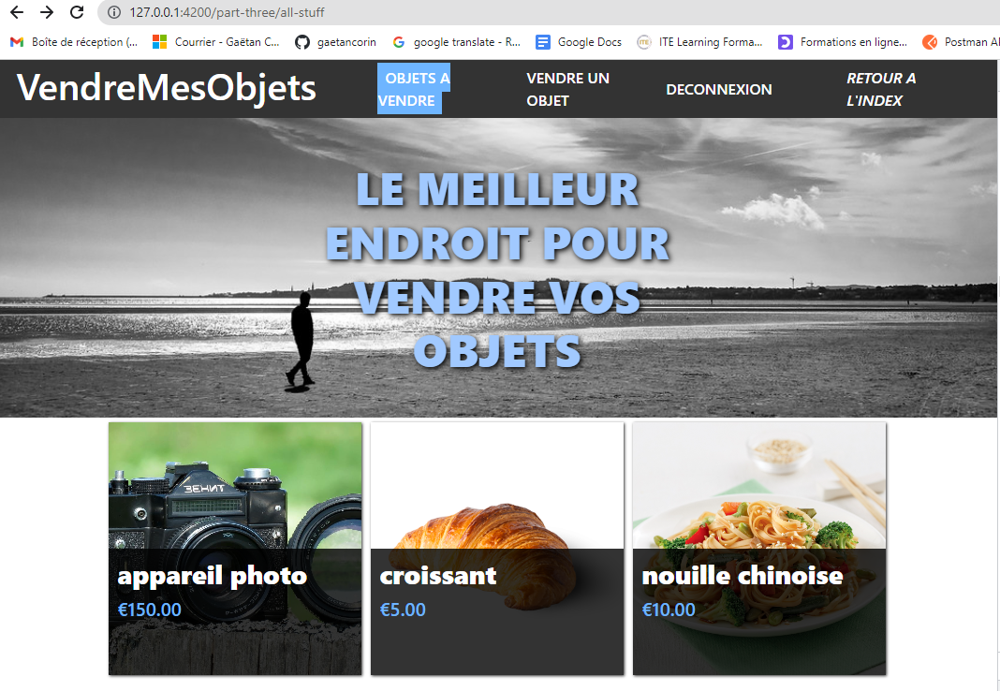 127.0.0.1:4200/part-three/all-stuff
Boîte de réception (... Courrier - Gaëtan C... gaetancorin google translate - R... Google Docs ITE Learning Forma... Formations en ligne... Postman AI
VendreMesObjets
OBJETS A
VENDRE
VENDRE UN
OBJET
DECONNEXION
RETOUR A
L'INDEX
LE MEILLEUR
ENDROIT POUR
VENDRE VOS
OBJETS
ЗЕНИТ
appareil photo
€150.00
croissant
€5.00
nouille chinoise
€10.00